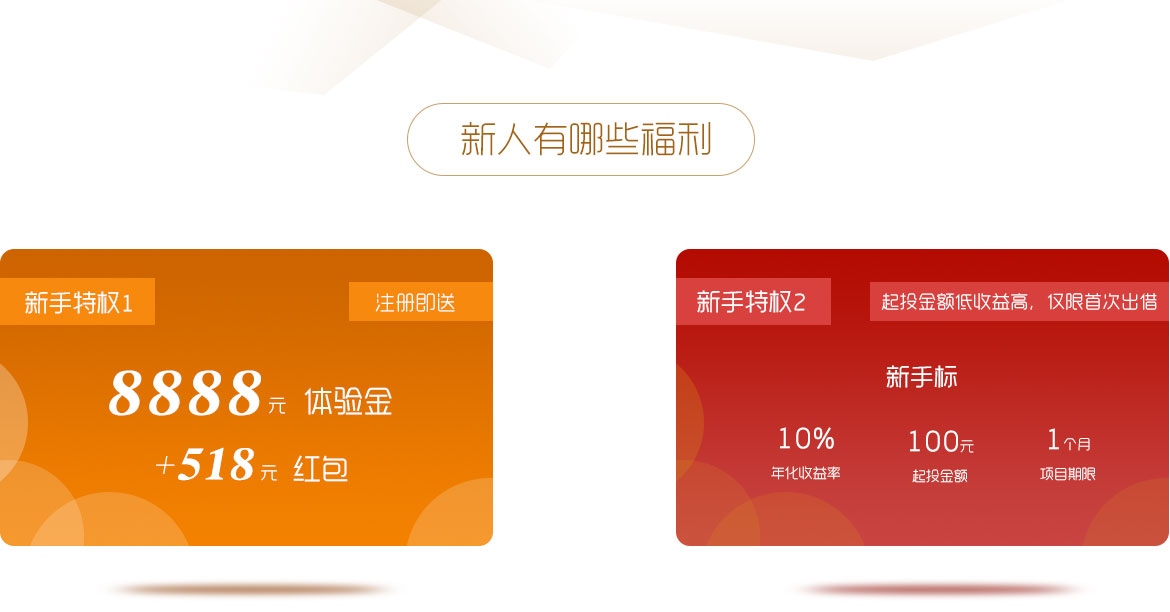 新人有哪些福利
新手特权1
注册即送
8888元 体验金
+518元 红包
新手特权2
起投金额低收益高, 仅限首次出借
新手标
10%
100元
1个月
年化收益率
起投金额
项目期限